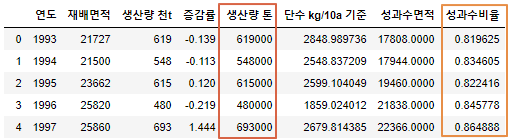 연도 재배면적 생산량 천t 증감률 생산량 톤 단수 kg/10a 기준 성과수면적 성과수비율
0 1993 21727 619 -0.139 619000 2848.989736 17808.0000 0.819625
1 1994 21500 548 -0.113 548000 2548.837209 17944.0000 0.834605
2 1995 23662 615 0.120 615000 2599.104049 19460.0000 0.822416
3 1996 25820 480 -0.219 480000 1859.024012 21838.0000 0.845778
4 1997 25860 693 1.444 693000 2679.814385 22366.0000 0.864888